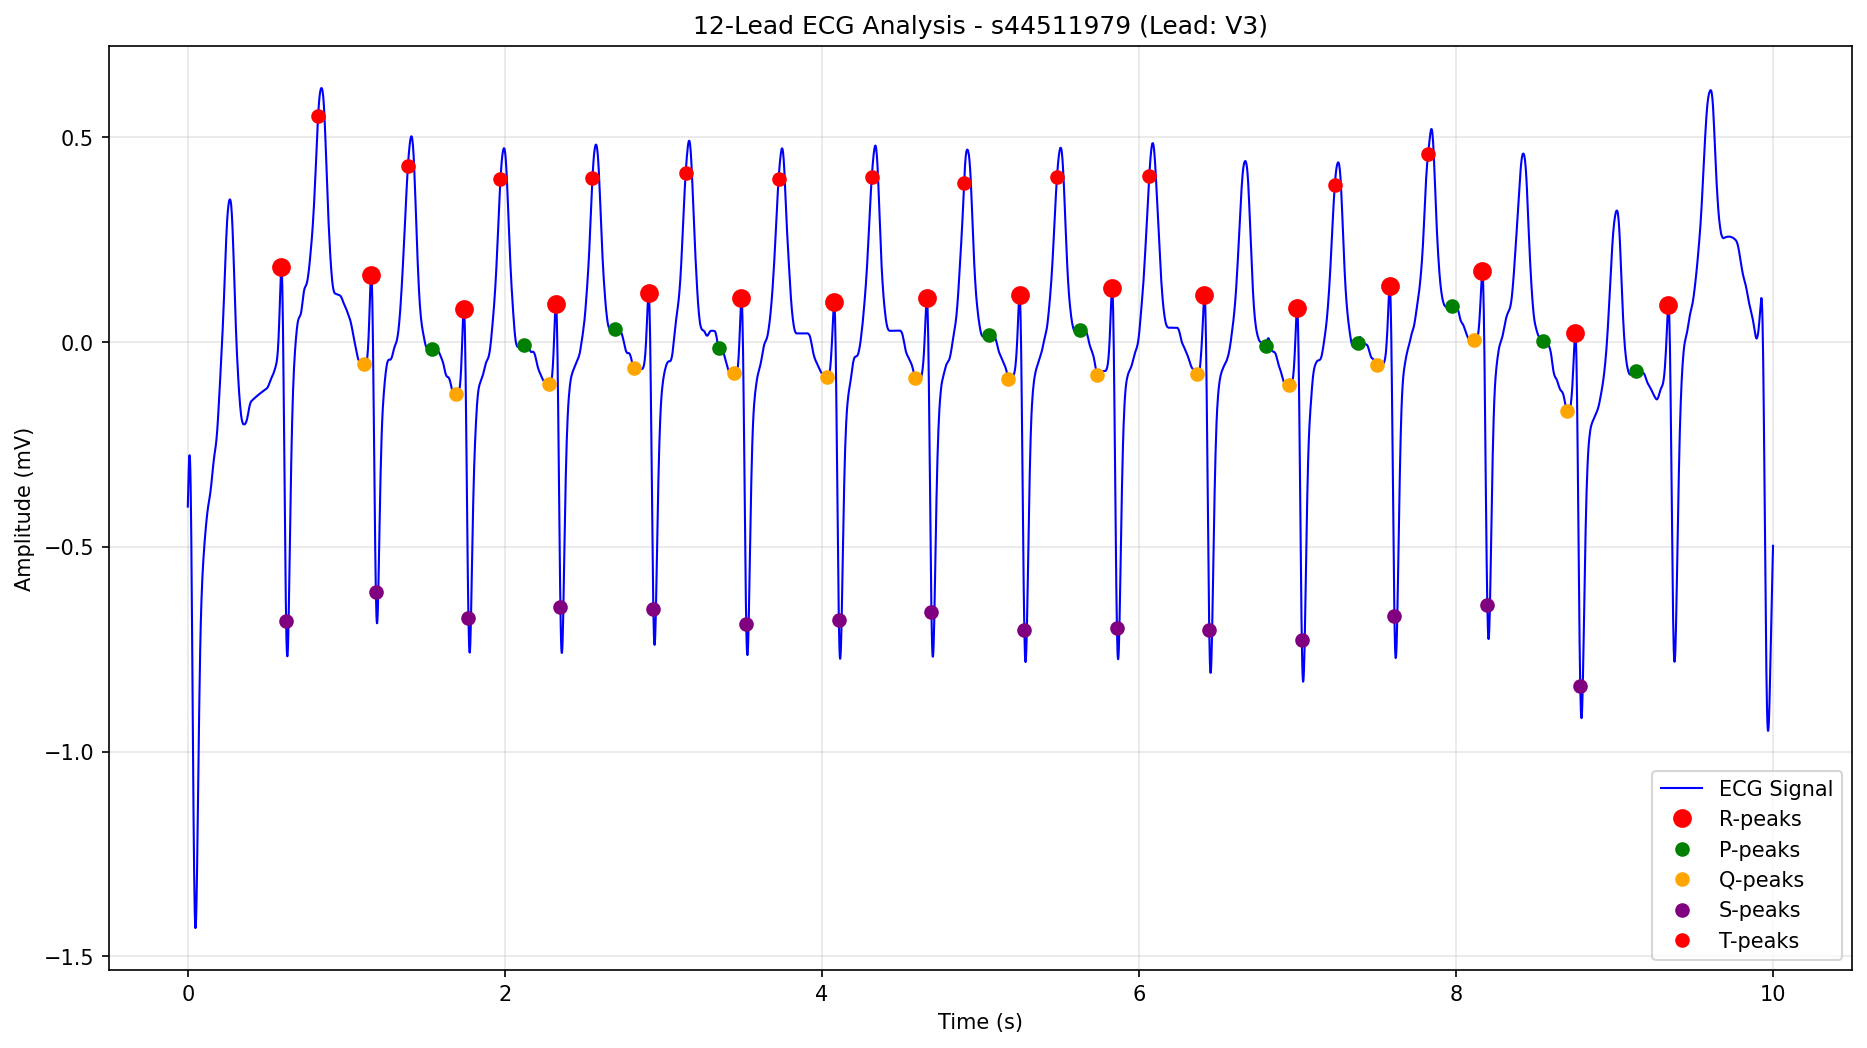 12-Lead ECG Analysis - s44511979 (Lead: V3)
0.5
0.0
−0.5
−1.0
−1.5
Amplitude (mV)
0 2 4 6 8 10
Time (s)
ECG Signal
R-peaks
P-peaks
Q-peaks
S-peaks
T-peaks